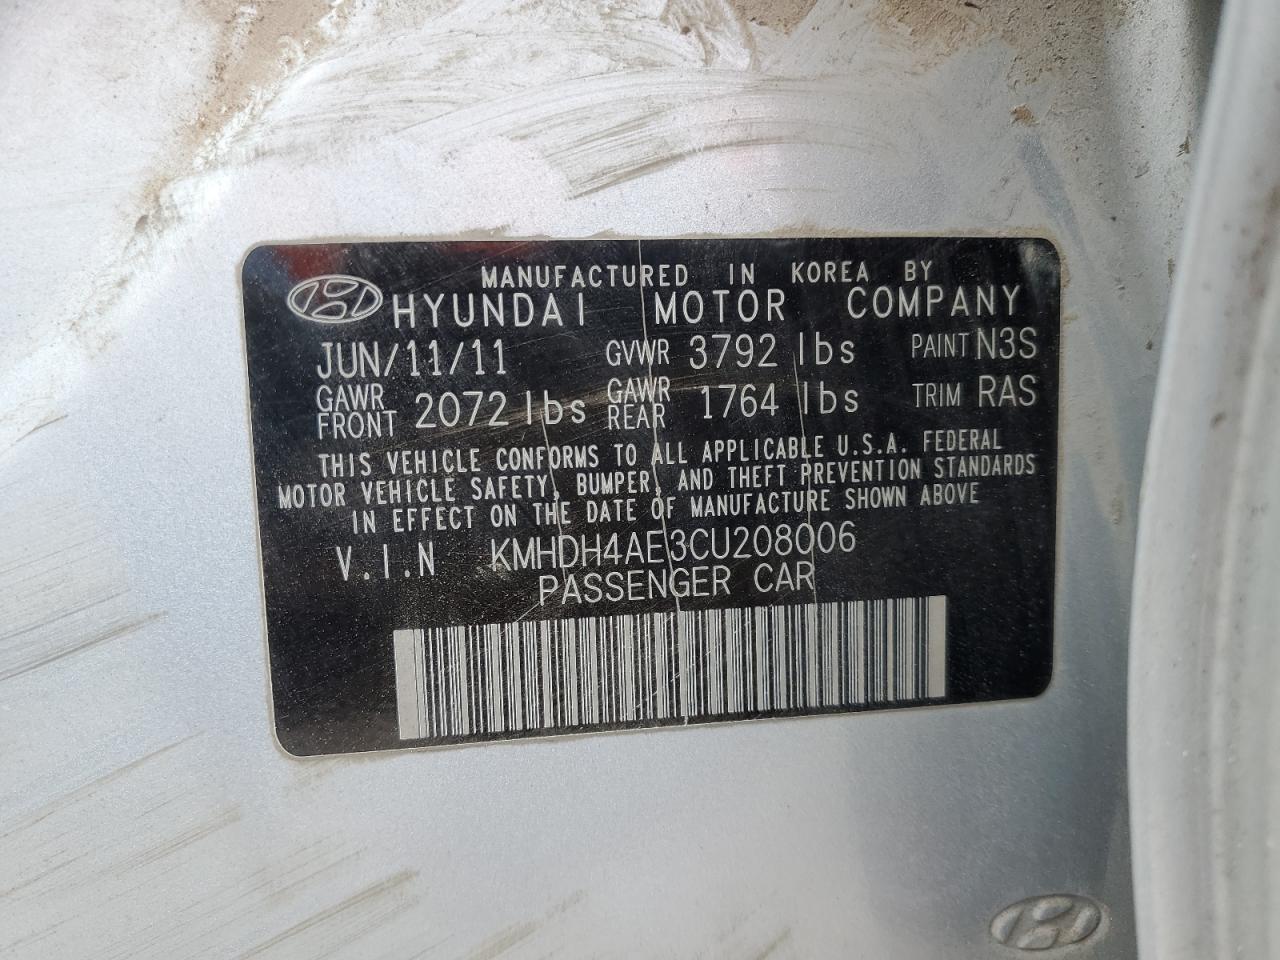 MANUFACTURED IN KOREA BY
HYUNDAI MOTOR COMPANY
JUN/11/11 GVWR 3792 lbs PAINT N3S
GAWR FRONT 2072 lbs GAWR REAR 1764 lbs TRIM RAS
THIS VEHICLE CONFORMS TO ALL APPLICABLE U.S.A. FEDERAL
MOTOR VEHICLE SAFETY, BUMPER, AND THEFT PREVENTION STANDARDS
IN EFFECT ON THE DATE OF MANUFACTURE SHOWN ABOVE
V.I.N KMHDH4AE3CU208006
PASSENGER CAR